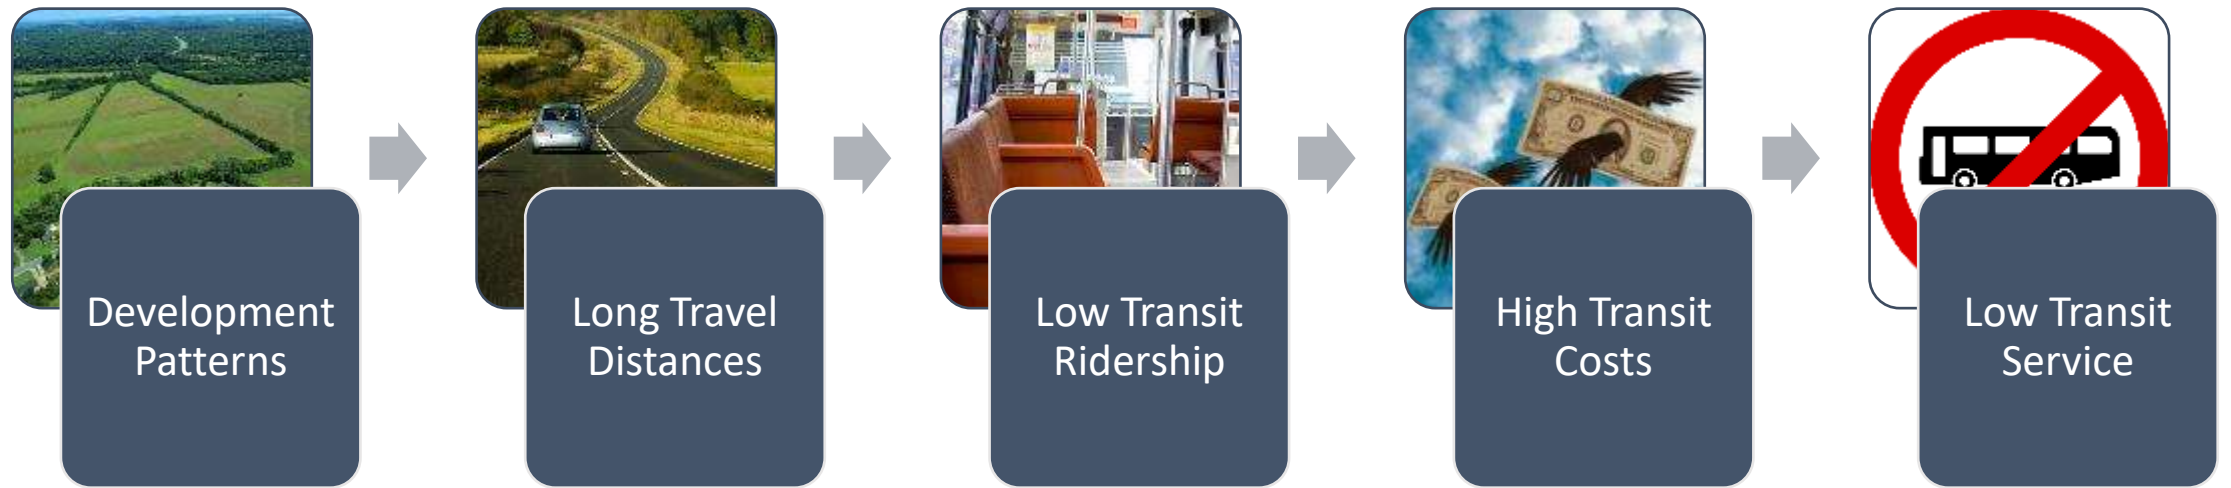 Development
Patterns
Long Travel
Distances
Low Transit
Ridership
High Transit
Costs
Low Transit
Service